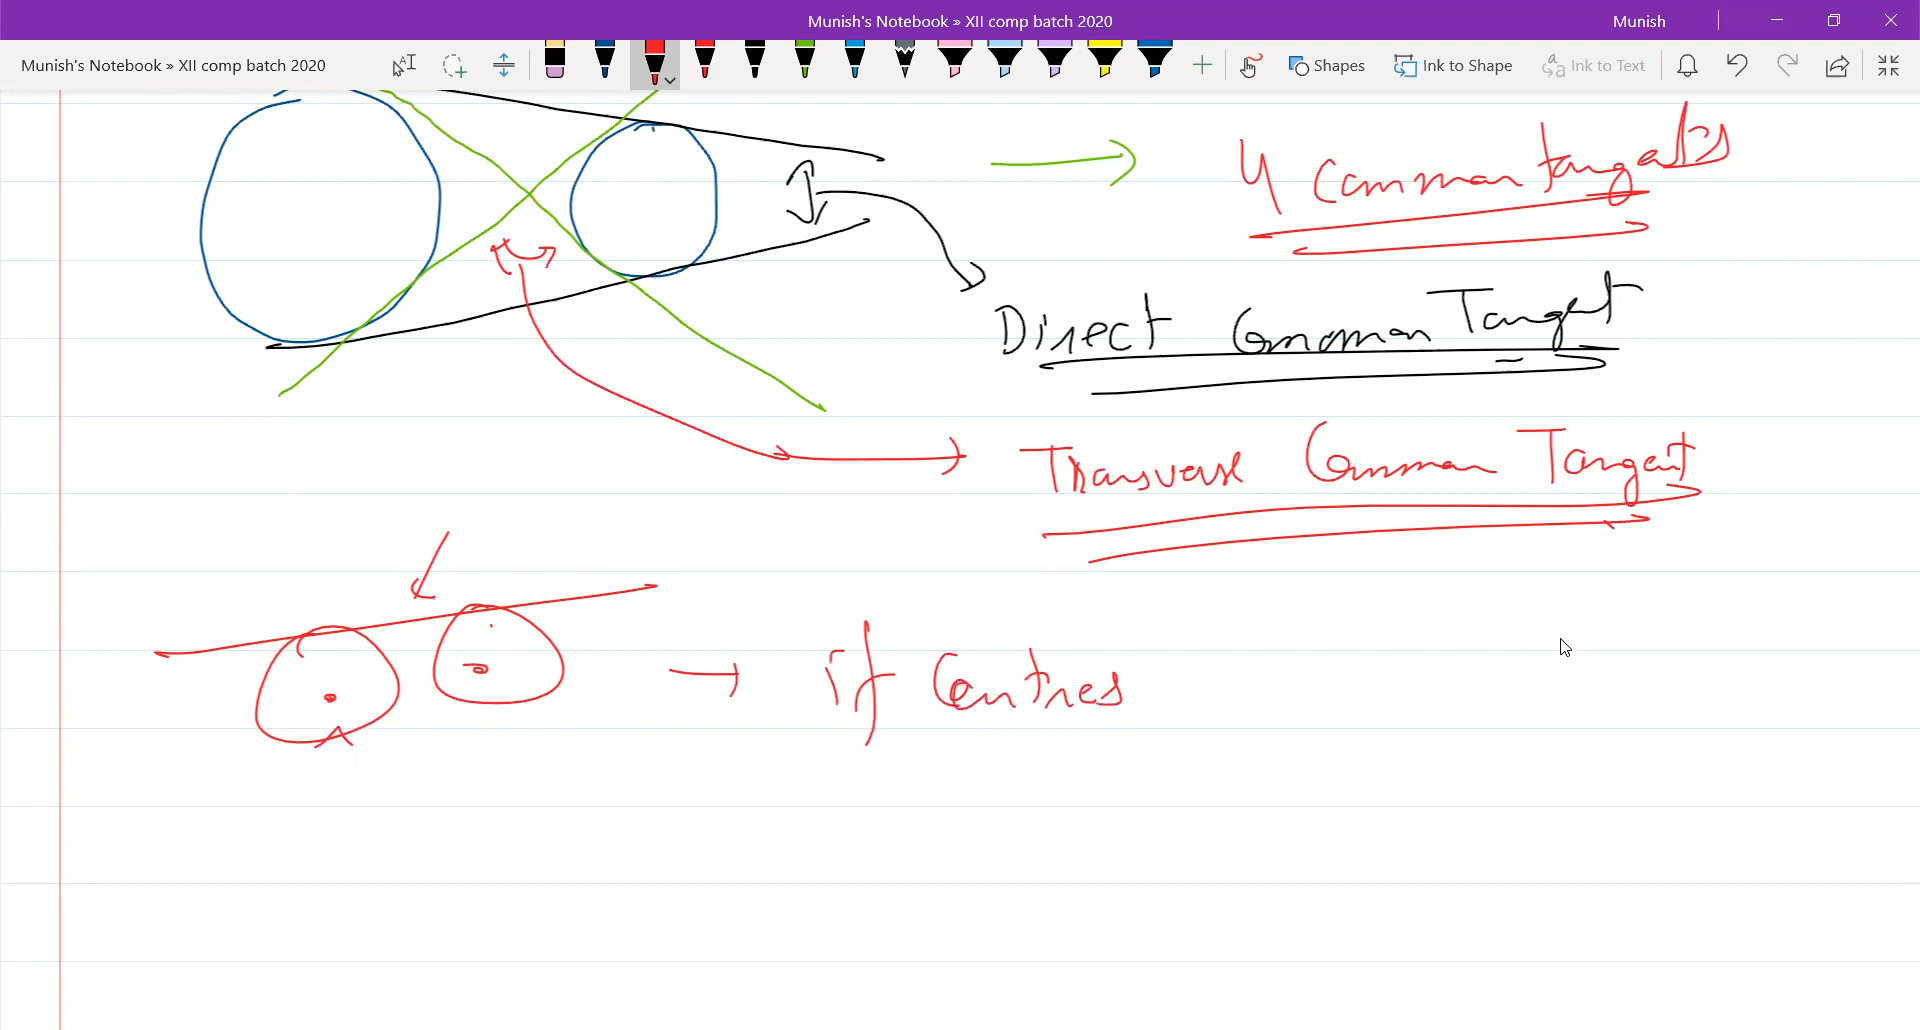 Munish's Notebook » XII comp batch 2020
Munish
Munish's Notebook » XII comp batch 2020
Shapes
Ink to Shape
Ink to Text
4 Common tangents
Direct Common Tangent
Transverse Common Tangent
if Centres